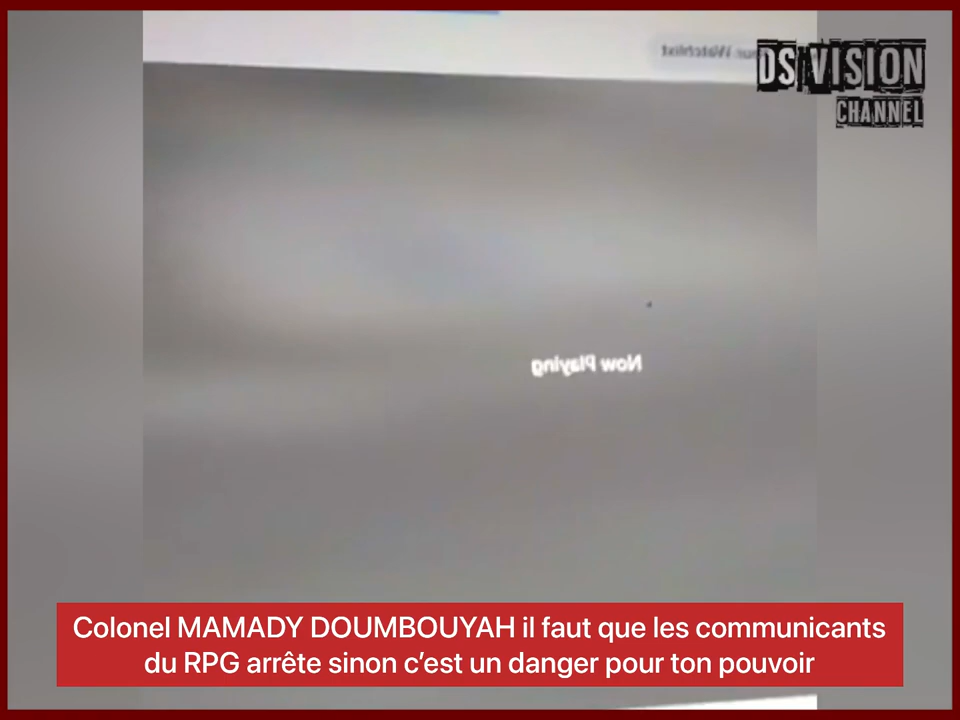 Your Watchlist
DS VISION
CHANNEL
Now Playing
Colonel MAMADY DOUMBOUYAH il faut que les communicants
du RPG arrête sinon c’est un danger pour ton pouvoir